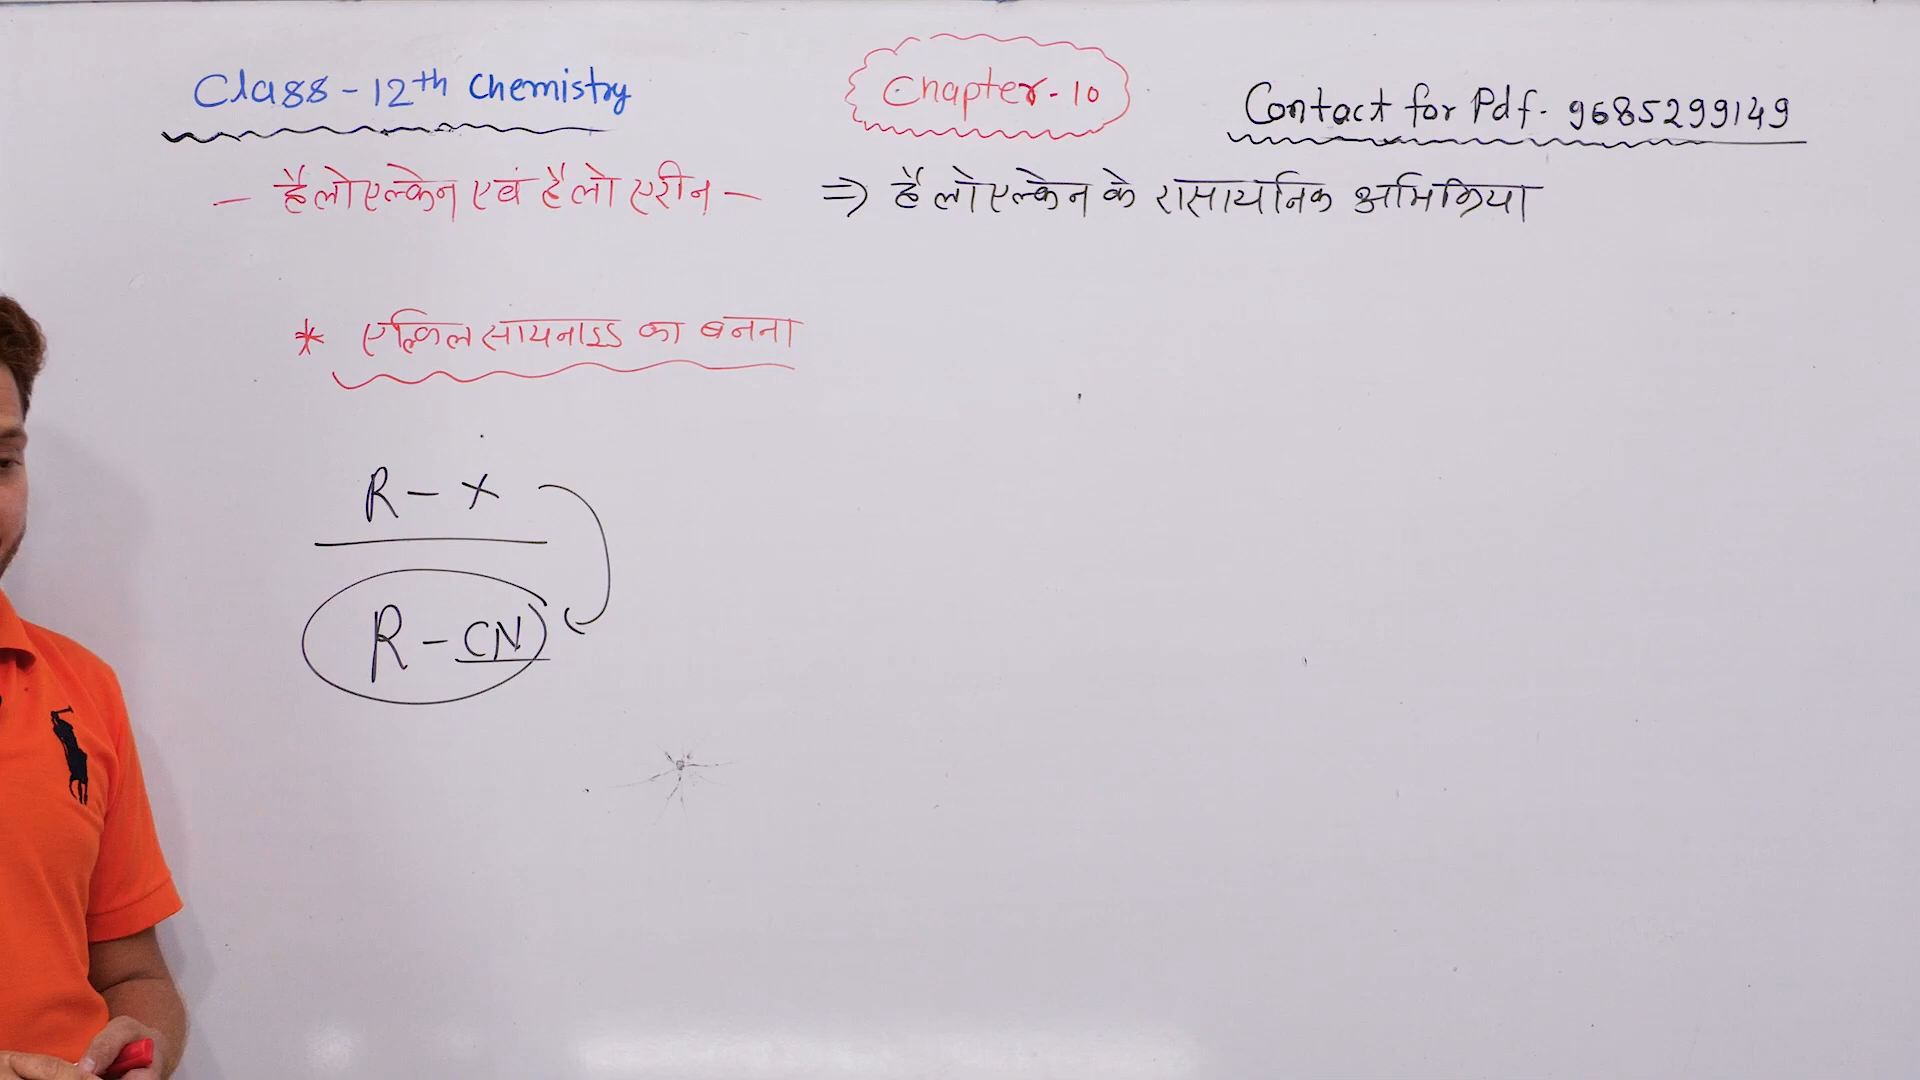 Class - 12th Chemistry
Chapter - 10
Contact for Pdf - 9685299149
- हैलोएल्केन एवं हैलोएरीन -
⇒ हैलोएल्केन के रासायनिक अभिक्रिया
* एल्किल सायनाइड का बनना
R - X
R - CN